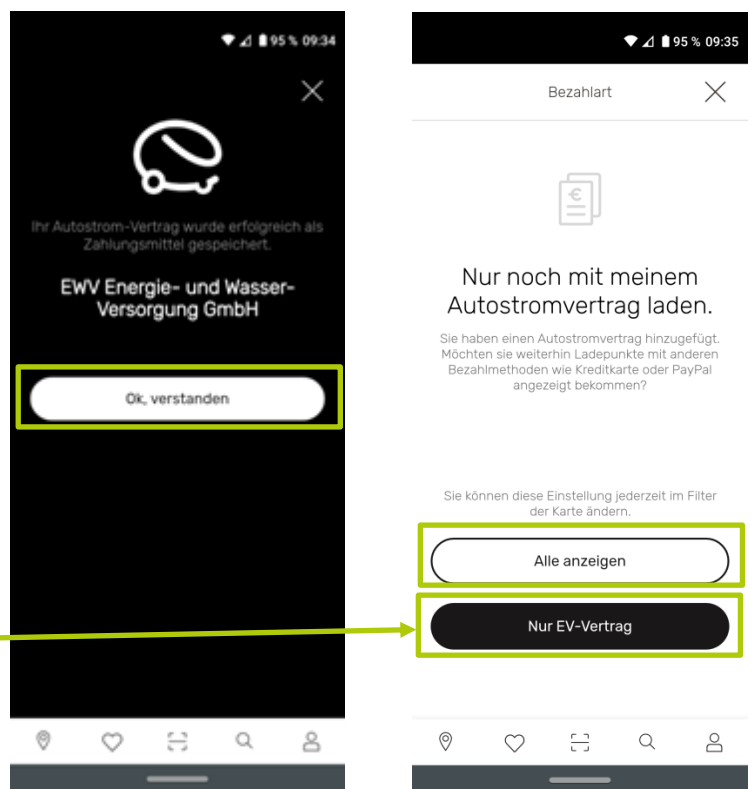 95 % 09:34
Ihr Autostrom-Vertrag wurde erfolgreich als
Zahlungsmittel gespeichert.
EWV Energie- und Wasser-
Versorgung GmbH
Ok, verstanden
95 % 09:35
Bezahlart
€
Nur noch mit meinem
Autostromvertrag laden.
Sie haben einen Autostromvertrag hinzugefügt.
Möchten sie weiterhin Ladepunkte mit anderen
Bezahlmethoden wie Kreditkarte oder PayPal
angezeigt bekommen?
Sie können diese Einstellung jederzeit im Filter
der Karte ändern.
Alle anzeigen
Nur EV-Vertrag